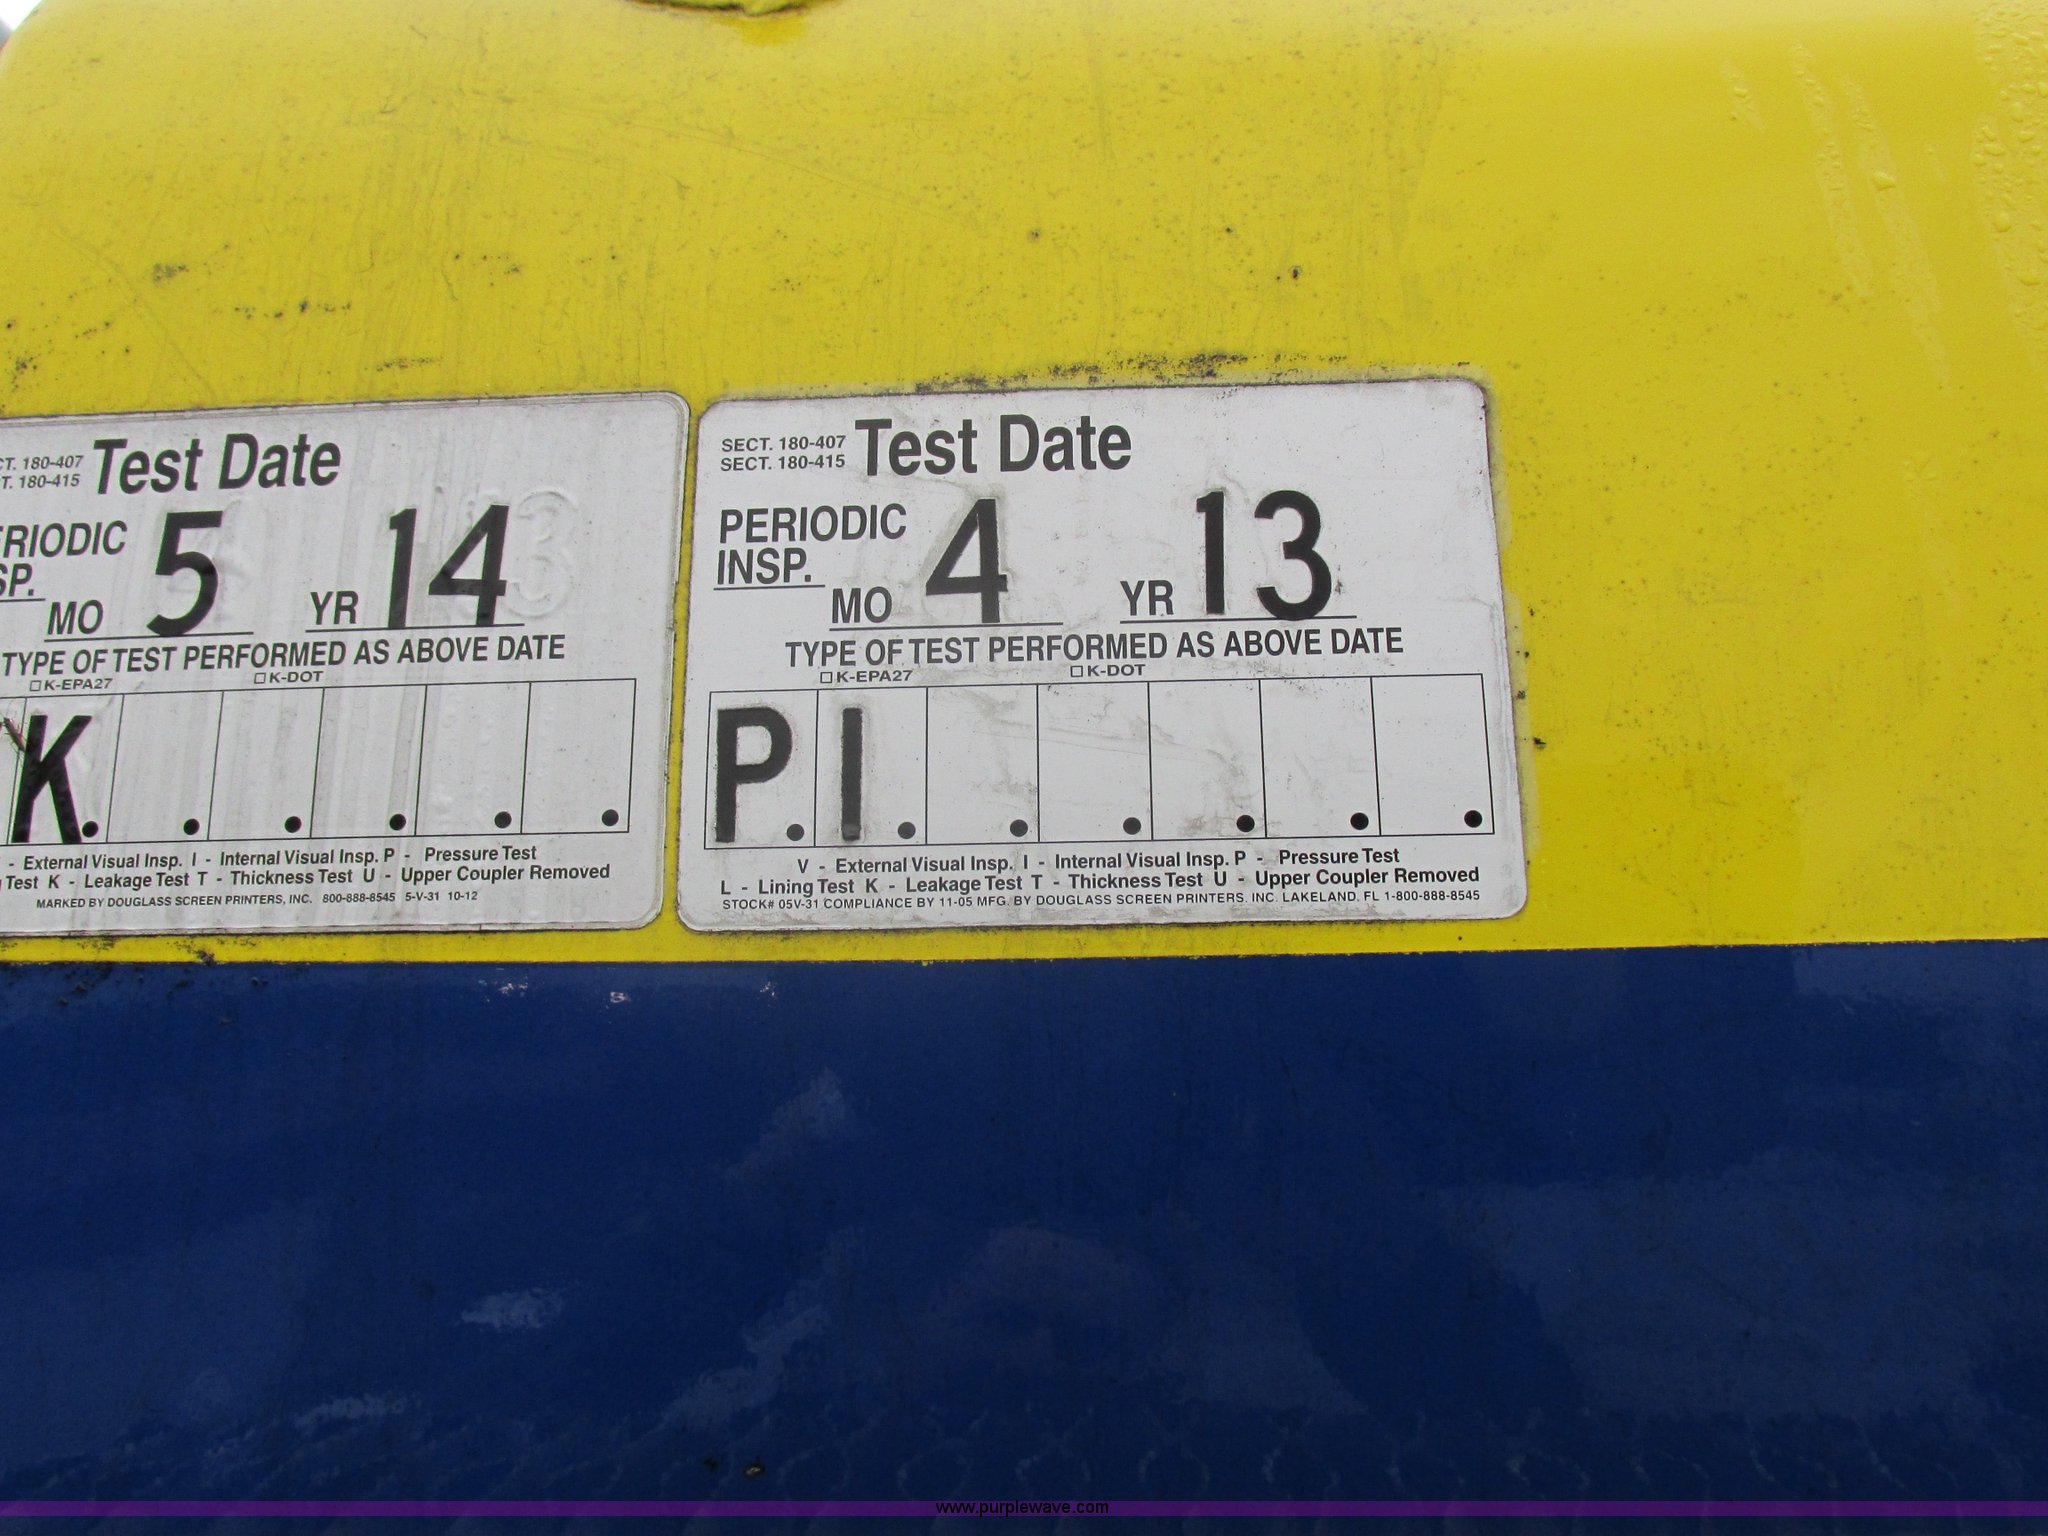 CT. 180-407
T. 180-415
Test Date
ERIODIC
SP.
MO 5 YR 14
TYPE OF TEST PERFORMED AS ABOVE DATE
K-EPA27 K-DOT
K
- External Visual Insp. I - Internal Visual Insp. P - Pressure Test
Test K - Leakage Test T - Thickness Test U - Upper Coupler Removed
MARKED BY DOUGLASS SCREEN PRINTERS, INC. 800-888-8545 5-V-31 10-12
SECT. 180-407
SECT. 180-415
Test Date
PERIODIC
INSP.
MO 4 YR 13
TYPE OF TEST PERFORMED AS ABOVE DATE
K-EPA27 K-DOT
P I
V - External Visual Insp. I - Internal Visual Insp. P - Pressure Test
L - Lining Test K - Leakage Test T - Thickness Test U - Upper Coupler Removed
STOCK# 05V-31 COMPLIANCE BY 11-05 MFG. BY DOUGLASS SCREEN PRINTERS, INC. LAKELAND, FL 1-800-888-8545
www.purplewave.com